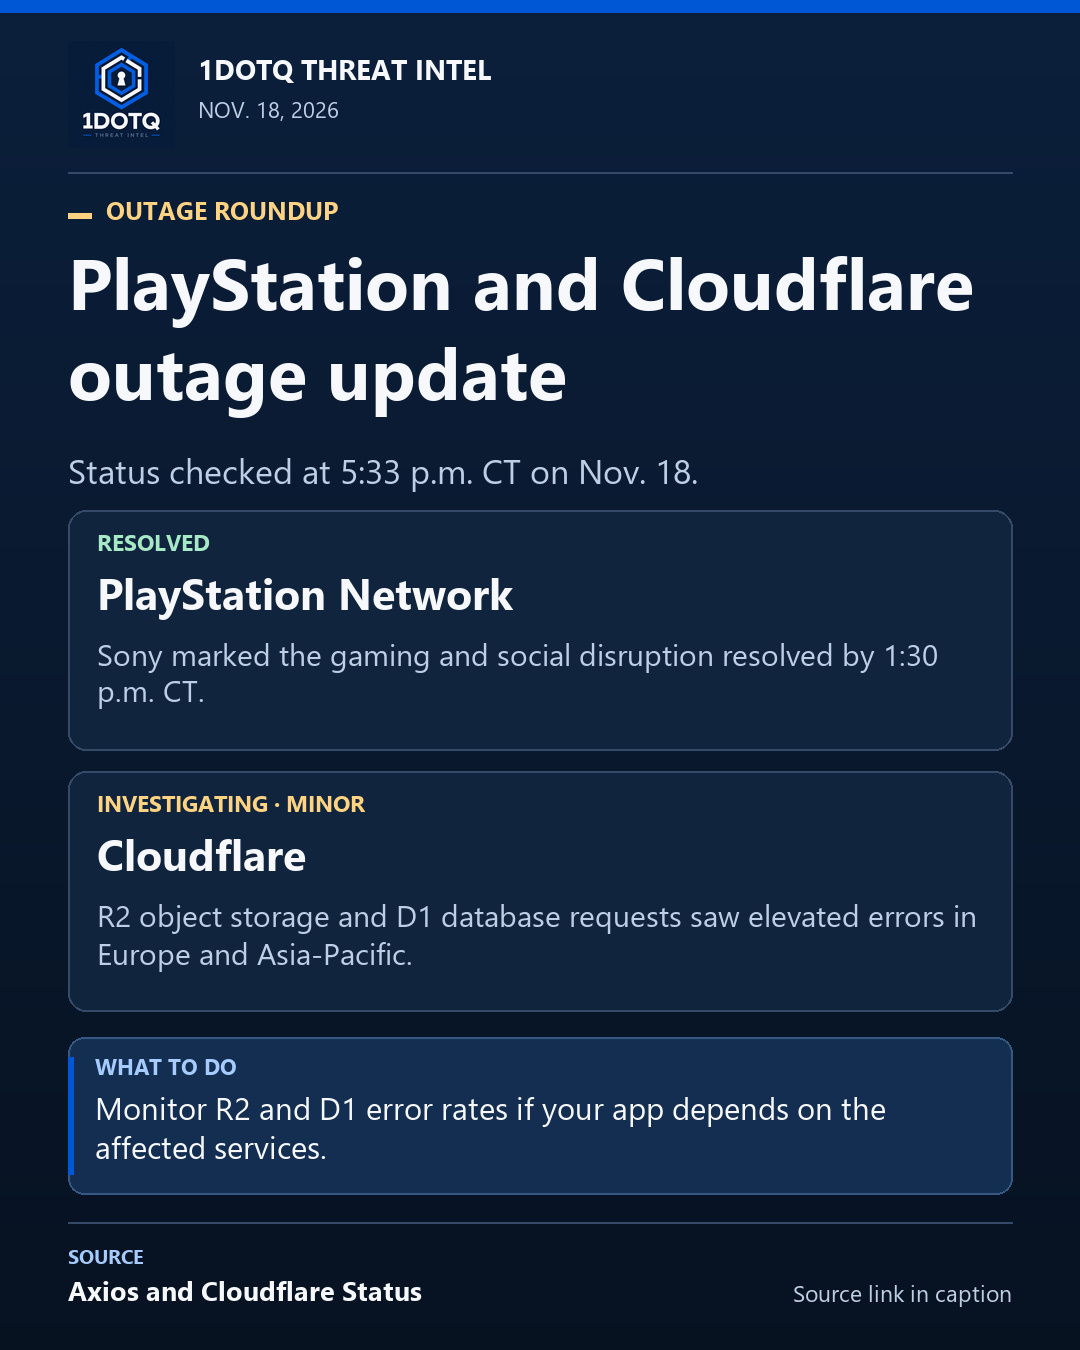 1DOTQ
THREAT INTEL
1DOTQ THREAT INTEL
NOV. 18, 2026
OUTAGE ROUNDUP
PlayStation and Cloudflare
outage update
Status checked at 5:33 p.m. CT on Nov. 18.
RESOLVED
PlayStation Network
Sony marked the gaming and social disruption resolved by 1:30
p.m. CT.
INVESTIGATING · MINOR
Cloudflare
R2 object storage and D1 database requests saw elevated errors in
Europe and Asia-Pacific.
WHAT TO DO
Monitor R2 and D1 error rates if your app depends on the
affected services.
SOURCE
Axios and Cloudflare Status
Source link in caption